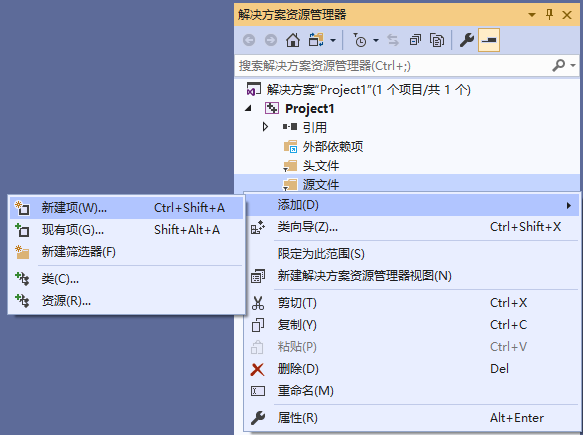 解决方案资源管理器
搜索解决方案资源管理器(Ctrl+;)
解决方案"Project1"(1 个项目/共 1 个)
Project1
引用
外部依赖项
头文件
源文件
添加(D)
类向导(Z)... Ctrl+Shift+X
限定为此范围(S)
新建解决方案资源管理器视图(N)
剪切(T) Ctrl+X
复制(Y) Ctrl+C
粘贴(P) Ctrl+V
删除(D) Del
重命名(M)
属性(R) Alt+Enter
新建项(W)... Ctrl+Shift+A
现有项(G)... Shift+Alt+A
新建筛选器(F)
类(C)...
资源(R)...